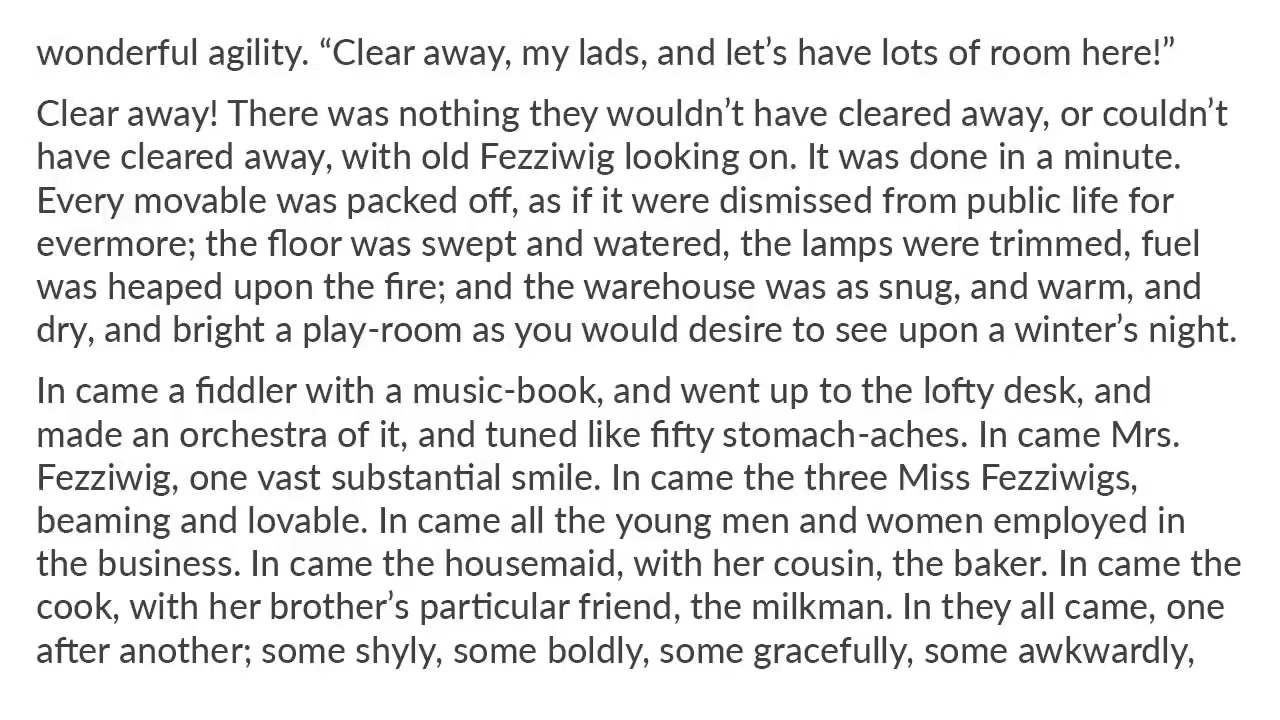 wonderful agility. “Clear away, my lads, and let’s have lots of room here!”
Clear away! There was nothing they wouldn’t have cleared away, or couldn’t
have cleared away, with old Fezziwig looking on. It was done in a minute.
Every movable was packed off, as if it were dismissed from public life for
evermore; the floor was swept and watered, the lamps were trimmed, fuel
was heaped upon the fire; and the warehouse was as snug, and warm, and
dry, and bright a play-room as you would desire to see upon a winter’s night.
In came a fiddler with a music-book, and went up to the lofty desk, and
made an orchestra of it, and tuned like fifty stomach-aches. In came Mrs.
Fezziwig, one vast substantial smile. In came the three Miss Fezziwigs,
beaming and lovable. In came all the young men and women employed in
the business. In came the housemaid, with her cousin, the baker. In came the
cook, with her brother’s particular friend, the milkman. In they all came, one
after another; some shyly, some boldly, some gracefully, some awkwardly,